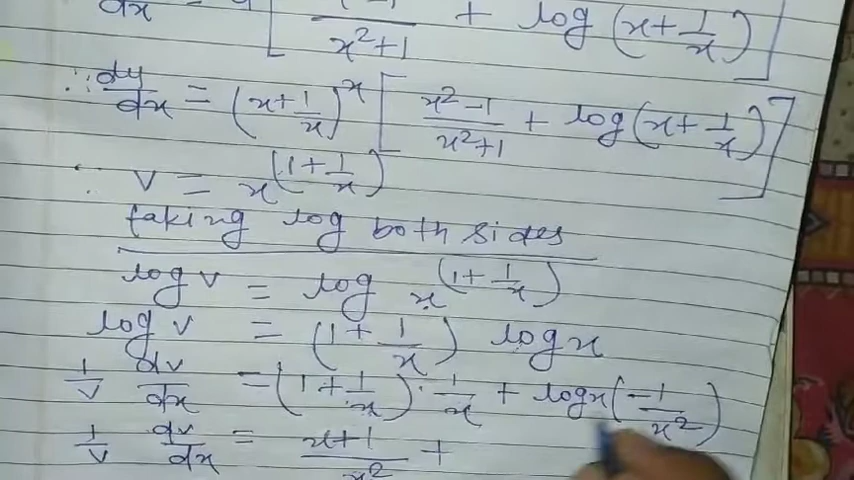 dx [ x²+1 + log (x+1/x) ]
∴ dy/dx = (x+1/x)^x [ x²-1/x²+1 + log (x+1/x) ]
∴ v = x^(1+1/x)
taking log both sides
log v = log x^(1+1/x)
log v = (1+1/x) log x
1/v dv/dx = (1+1/x)·1/x + log x (-1/x²)
1/v dv/dx = x+1/x² +